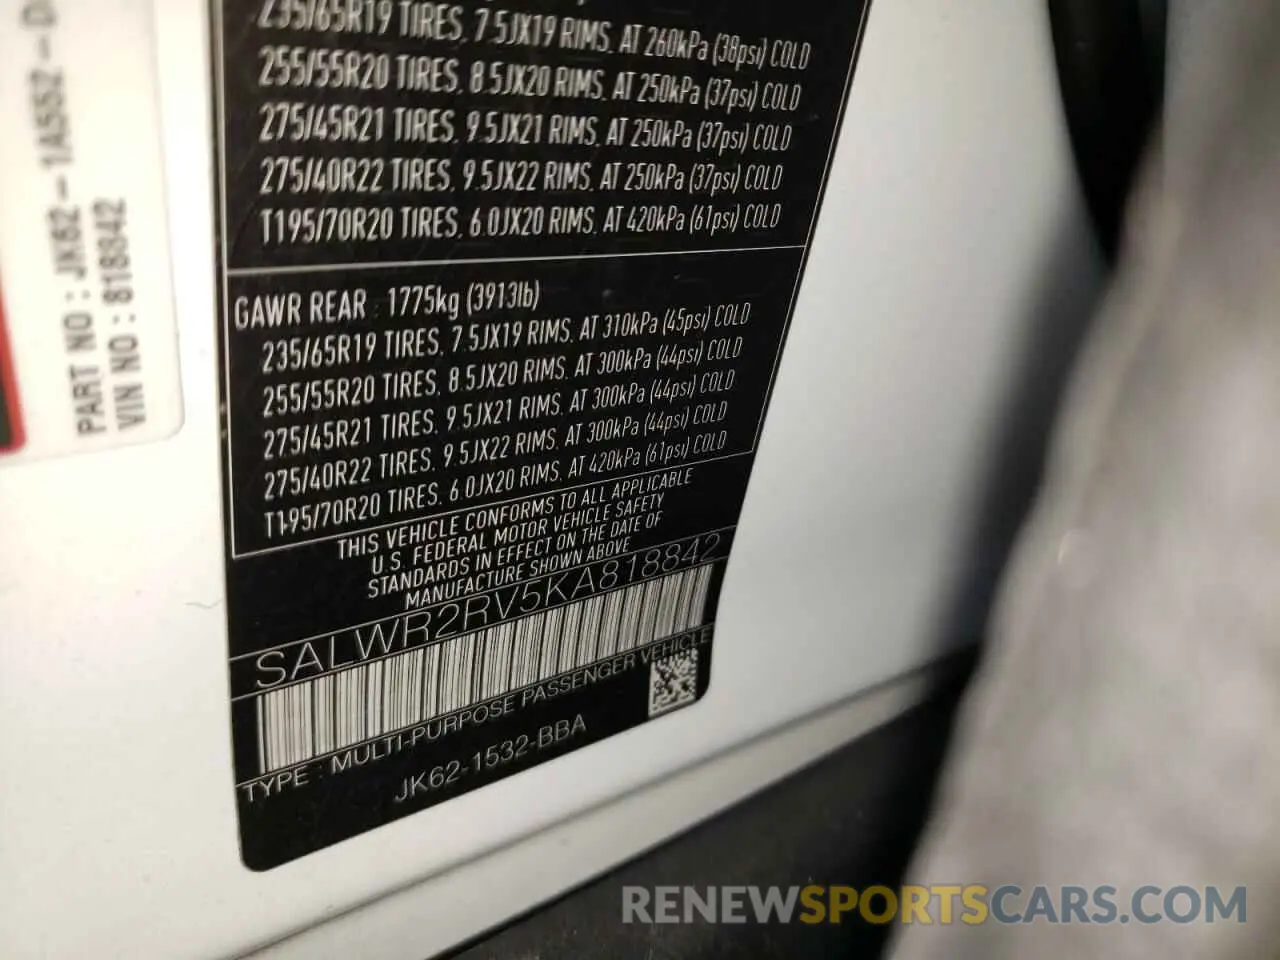 235/65R19 TIRES, 7.5JX19 RIMS, AT 260kPa (38psi) COLD
255/55R20 TIRES, 8.5JX20 RIMS, AT 250kPa (37psi) COLD
275/45R21 TIRES, 9.5JX21 RIMS, AT 250kPa (37psi) COLD
275/40R22 TIRES, 9.5JX22 RIMS, AT 250kPa (37psi) COLD
T195/70R20 TIRES, 6.0JX20 RIMS, AT 420kPa (61psi) COLD
GAWR REAR : 1775kg (3913lb)
235/65R19 TIRES, 7.5JX19 RIMS, AT 310kPa (45psi) COLD
255/55R20 TIRES, 8.5JX20 RIMS, AT 300kPa (44psi) COLD
275/45R21 TIRES, 9.5JX21 RIMS, AT 300kPa (44psi) COLD
275/40R22 TIRES, 9.5JX22 RIMS, AT 300kPa (44psi) COLD
T195/70R20 TIRES, 6.0JX20 RIMS, AT 420kPa (61psi) COLD
THIS VEHICLE CONFORMS TO ALL APPLICABLE
U.S. FEDERAL MOTOR VEHICLE SAFETY
STANDARDS IN EFFECT ON THE DATE OF
MANUFACTURE SHOWN ABOVE
SALWR2RV5KA818842
TYPE : MULTI-PURPOSE PASSENGER VEHICLE
JK62-1532-BBA
PART NO : JK62-1A552-D
VIN NO : 818842
RENEWSPORTSCARS.COM